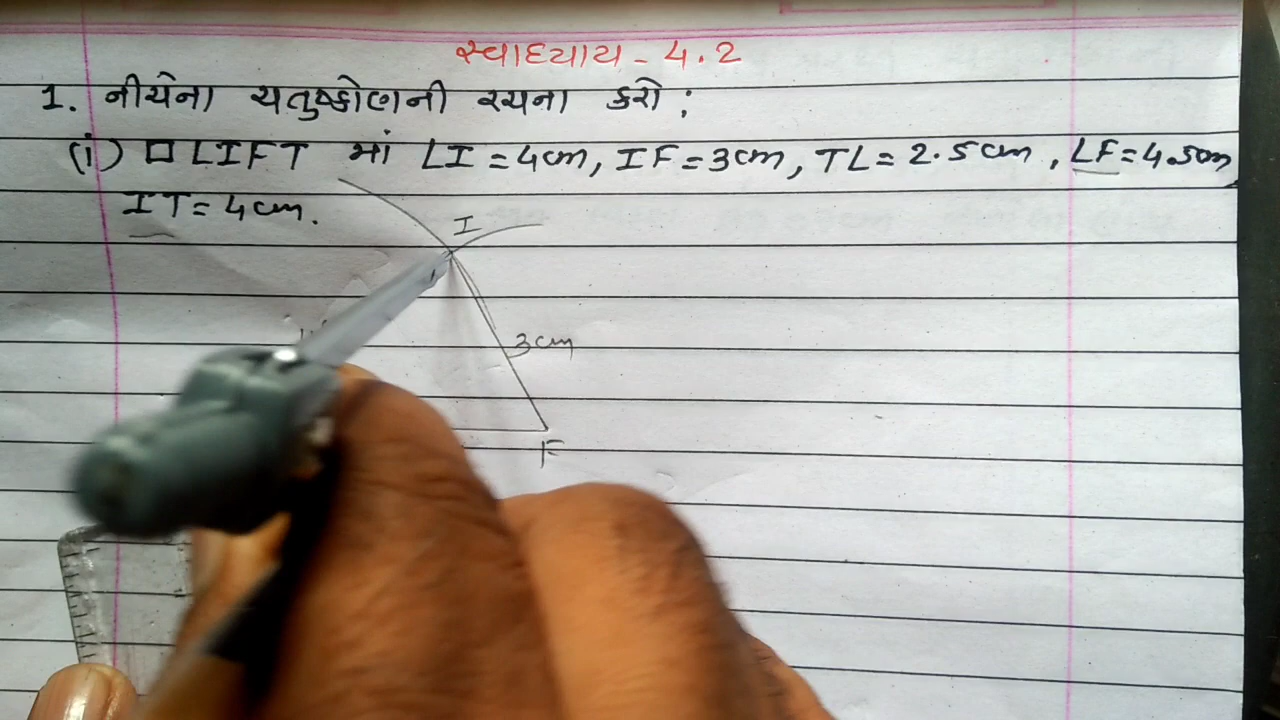 સ્વાધ્યાય - 4.2
1. નીચેના ચતુષ્કોણની રચના કરો :
(i) □ LIFT માં LI = 4cm, IF = 3cm, TL = 2.5cm, LF = 4.5cm,
IT = 4cm.
I
3cm
F